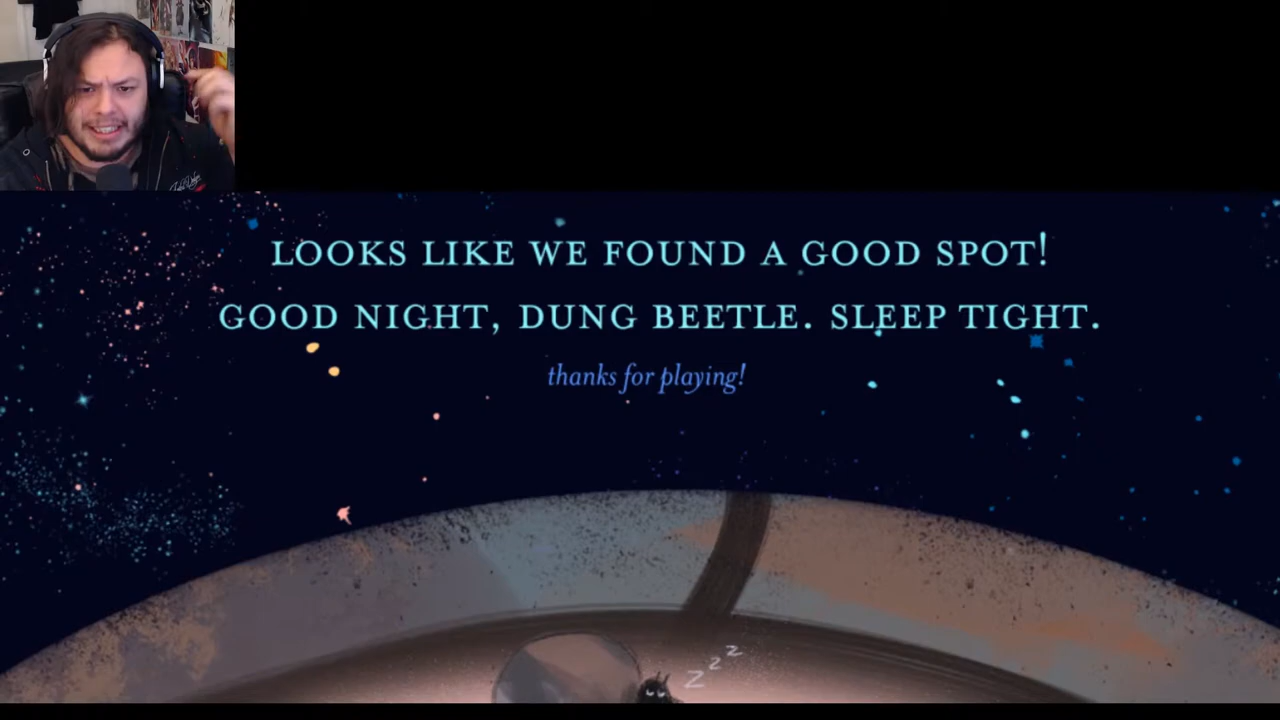 LOOKS LIKE WE FOUND A GOOD SPOT!
GOOD NIGHT, DUNG BEETLE. SLEEP TIGHT.
thanks for playing!
z z z